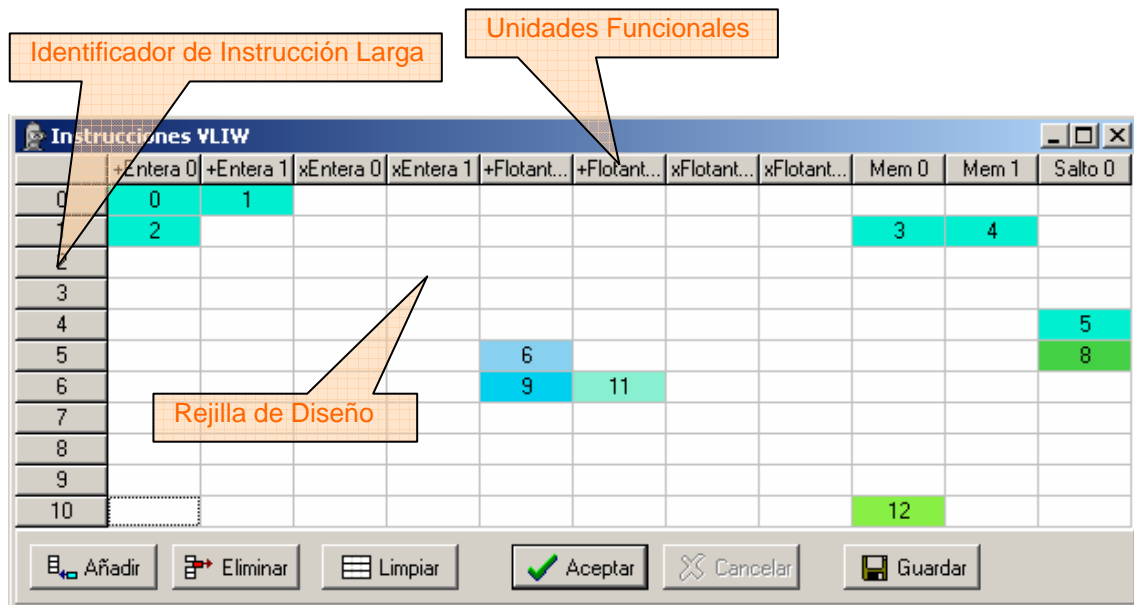 Unidades Funcionales
Identificador de Instrucción Larga
Instrucciones VLIW
+Entera 0 +Entera 1 xEntera 0 xEntera 1 +Flotant... +Flotant... xFlotant... xFlotant... Mem 0 Mem 1 Salto 0
0 0 1
1 2 3 4
2
3
4 5
5 6 8
6 9 11
Rejilla de Diseño
7
8
9
10 12
Añadir Eliminar Limpiar Aceptar Cancelar Guardar